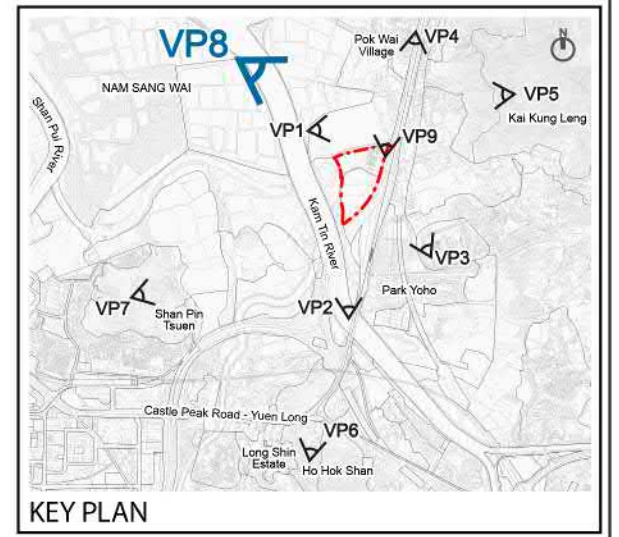 N
VP8
Pok Wai
Village
VP4
NAM SANG WAI
VP5
Kai Kung Leng
Shan Pui River
VP1
VP9
Kam Tin River
VP3
Park Yoho
VP7
Shan Pin
Tsuen
VP2
Castle Peak Road - Yuen Long
VP6
Long Shin
Estate
Ho Hok Shan
KEY PLAN